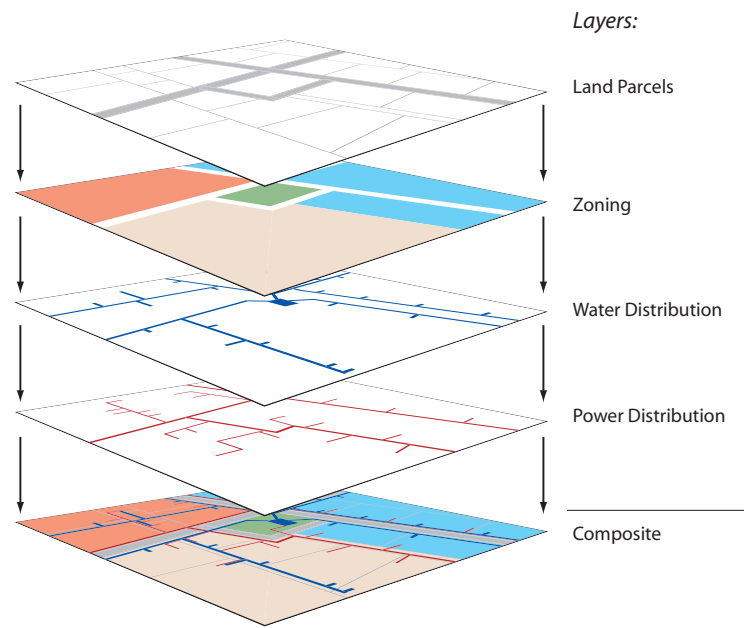 Layers:
Land Parcels
Zoning
Water Distribution
Power Distribution
Composite